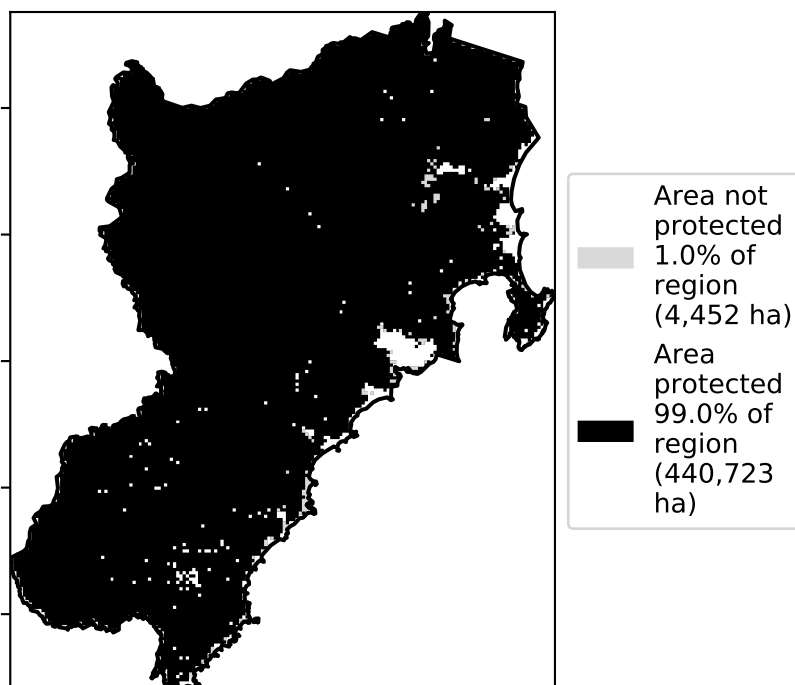 Area not
protected
1.0% of
region
(4,452 ha)
Area
protected
99.0% of
region
(440,723
ha)